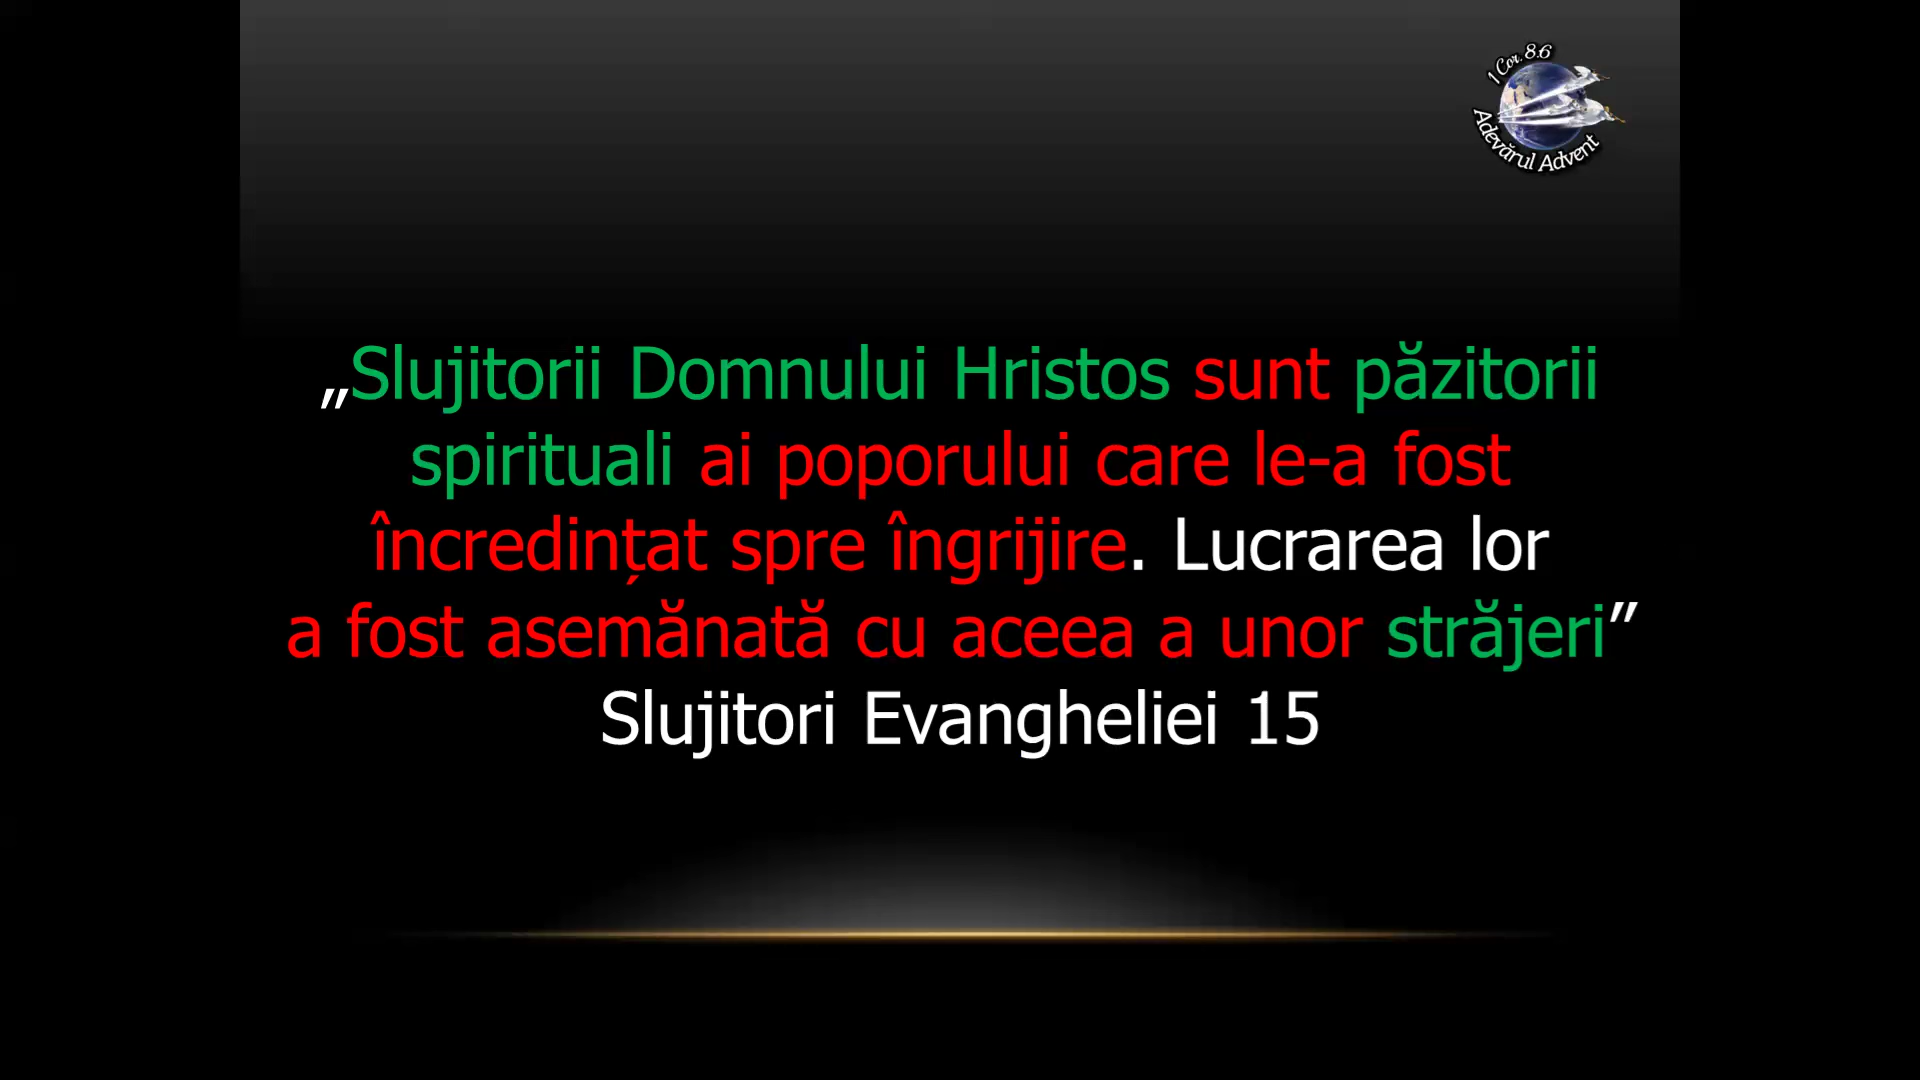 1 Cor. 8:6
Adevărul Advent
„Slujitorii Domnului Hristos sunt păzitorii
spirituali ai poporului care le-a fost
încredințat spre îngrijire. Lucrarea lor
a fost asemănată cu aceea a unor străjeri”
Slujitori Evangheliei 15